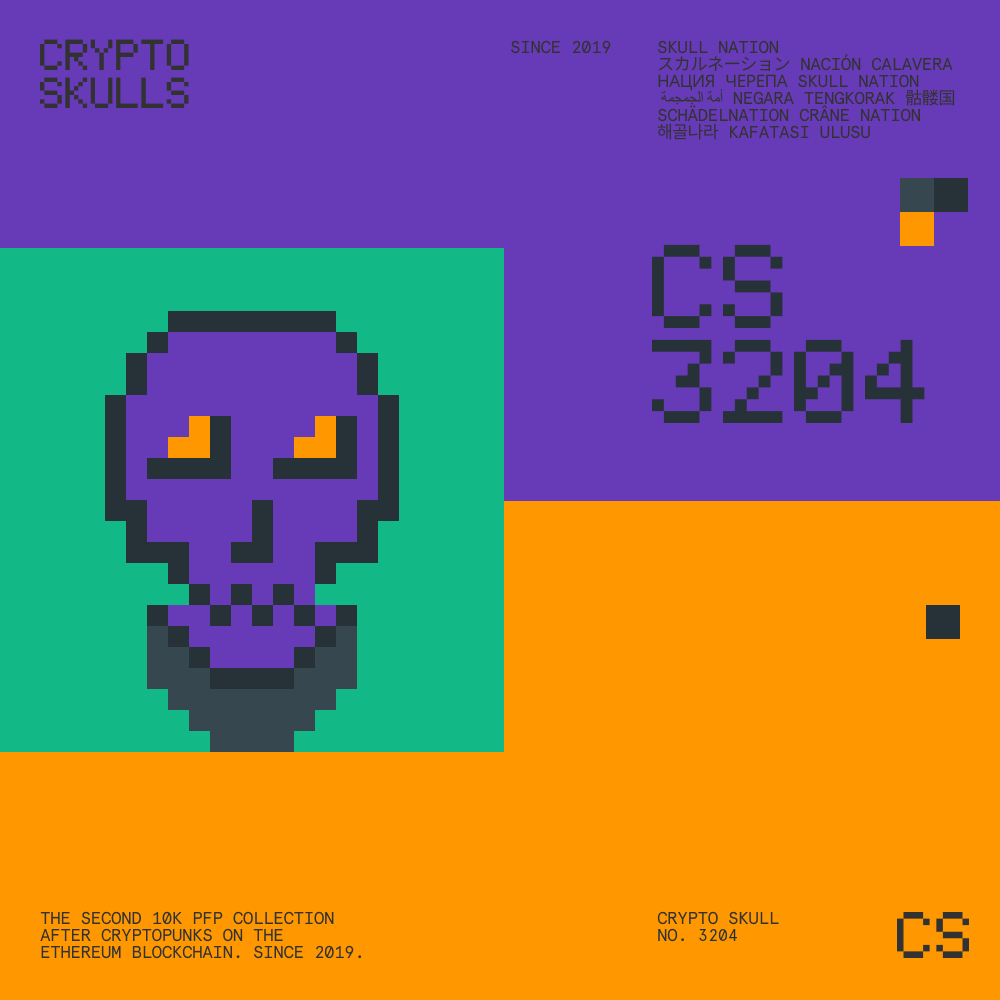 CRYPTO
SKULLS
SINCE 2019
SKULL NATION
スカルネーション NACIÓN CALAVERA
НАЦИЯ ЧЕРЕПА SKULL NATION
أمة الجمجمة NEGARA TENGKORAK 骷髅国
SCHÄDELNATION CRÂNE NATION
해골나라 KAFATASI ULUSU
CS
3204
THE SECOND 10K PFP COLLECTION
AFTER CRYPTOPUNKS ON THE
ETHEREUM BLOCKCHAIN. SINCE 2019.
CRYPTO SKULL
NO. 3204
CS